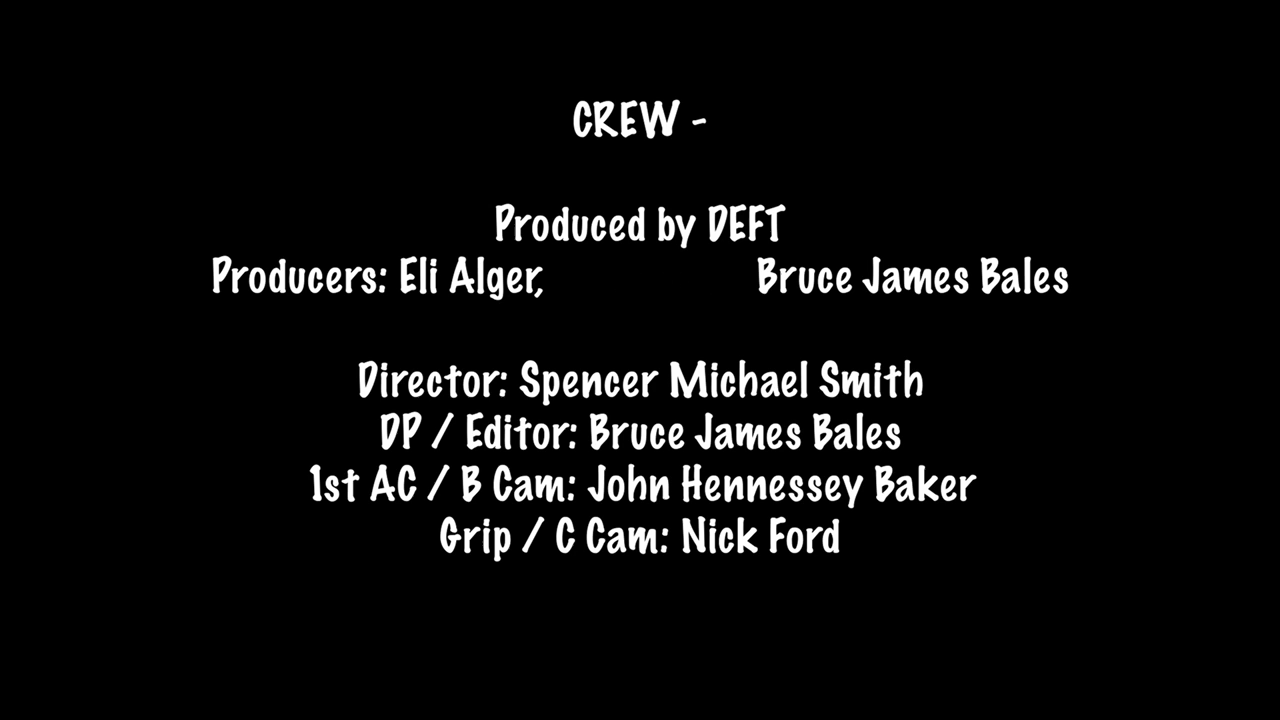 CREW -
Produced by DEFT
Producers: Eli Alger, Bruce James Bales
Director: Spencer Michael Smith
DP / Editor: Bruce James Bales
1st AC / B Cam: John Hennessey Baker
Grip / C Cam: Nick Ford